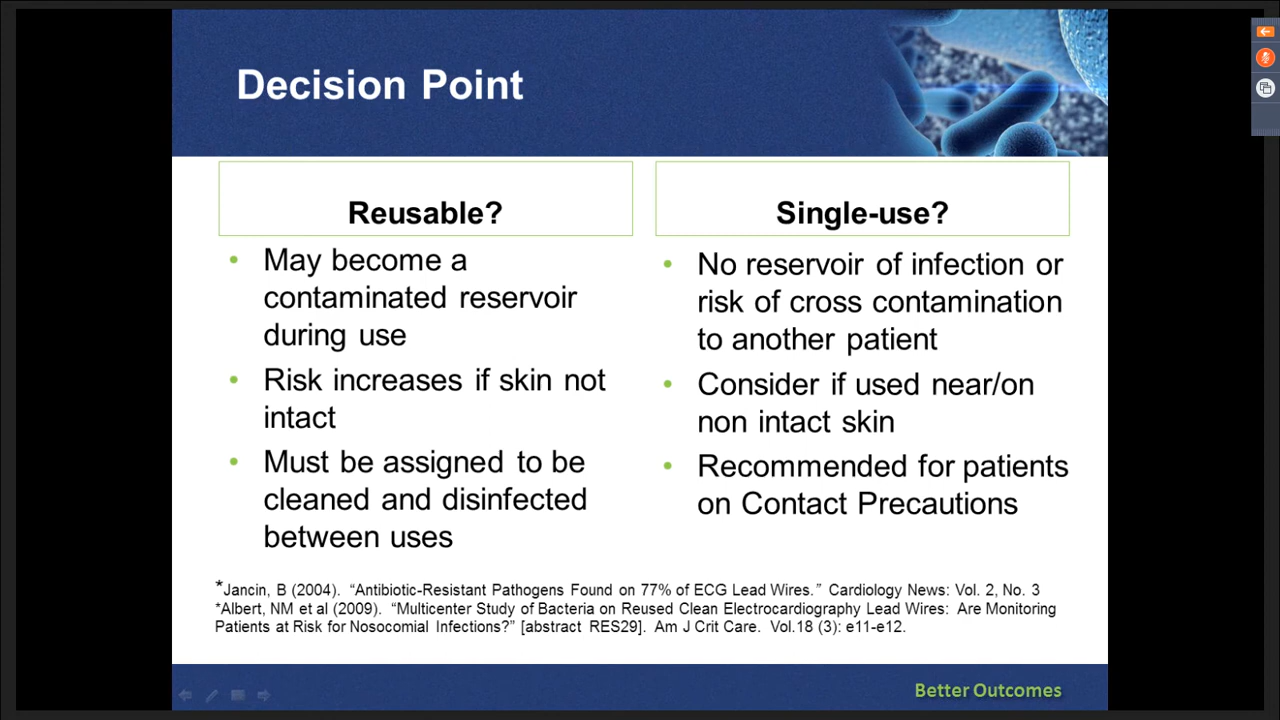 Decision Point
Reusable?
• May become a
contaminated reservoir
during use
• Risk increases if skin not
intact
• Must be assigned to be
cleaned and disinfected
between uses
Single-use?
• No reservoir of infection or
risk of cross contamination
to another patient
• Consider if used near/on
non intact skin
• Recommended for patients
on Contact Precautions
*Jancin, B (2004). “Antibiotic-Resistant Pathogens Found on 77% of ECG Lead Wires.” Cardiology News: Vol. 2, No. 3
*Albert, NM et al (2009). “Multicenter Study of Bacteria on Reused Clean Electrocardiography Lead Wires: Are Monitoring
Patients at Risk for Nosocomial Infections?” [abstract RES29]. Am J Crit Care. Vol.18 (3): e11-e12.
Better Outcomes